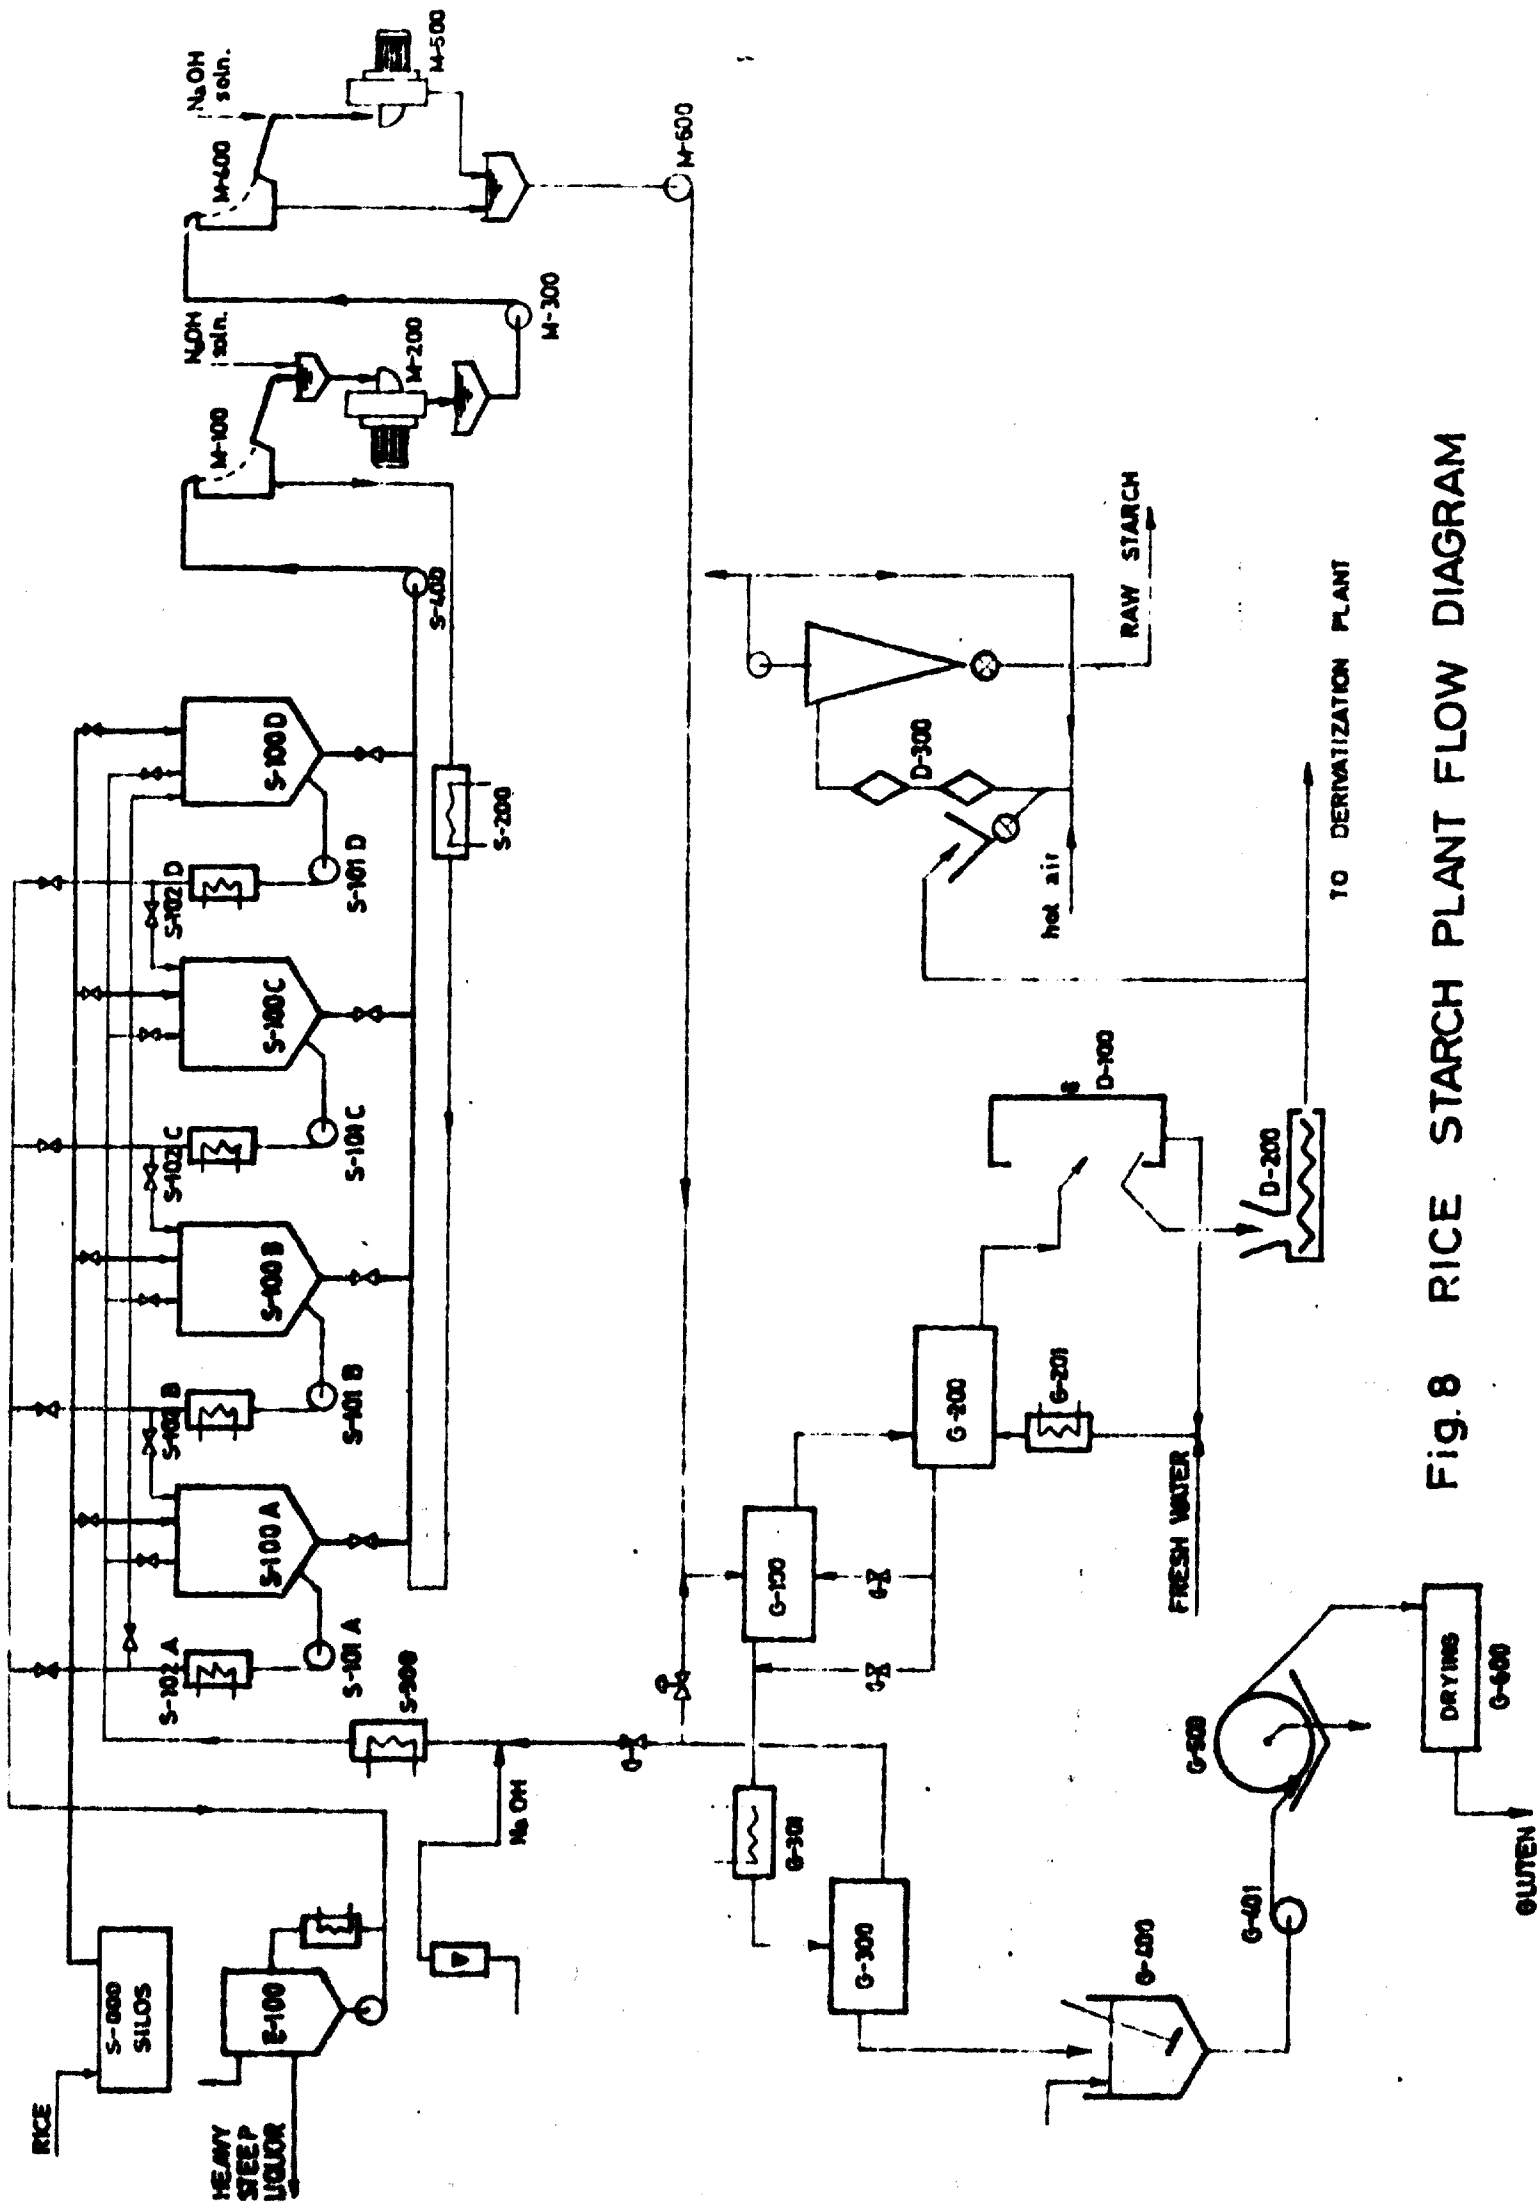 RICE
S-000
SILOS
HEAVY
STEEP
LIQUOR
E-100
NaOH
S-102 A
S-101 A
S-100 A
S-102 B
S-101 B
S-100 B
S-102 C
S-101 C
S-100 C
S-102 D
S-101 D
S-100 D
S-200
S-400
M-100
NaOH
soln.
M-200
M-300
M-400
NaOH
soln.
M-500
M-600
G-100
G-200
G-201
G-301
G-300
G-400
G-401
G-500
DRYING
G-600
GLUTEN
FRESH WATER
D-100
D-200
D-300
hot air
RAW STARCH
TO DERIVATIZATION PLANT
Fig.8 RICE STARCH PLANT FLOW DIAGRAM